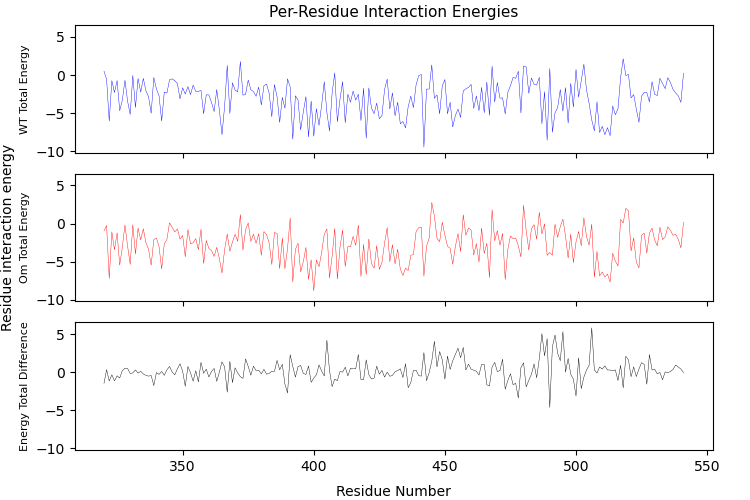 Per-Residue Interaction Energies
Residue interaction energy
WT Total Energy
5
0
−5
−10
Om Total Energy
5
0
−5
−10
Energy Total Difference
5
0
−5
−10
350
400
450
500
550
Residue Number